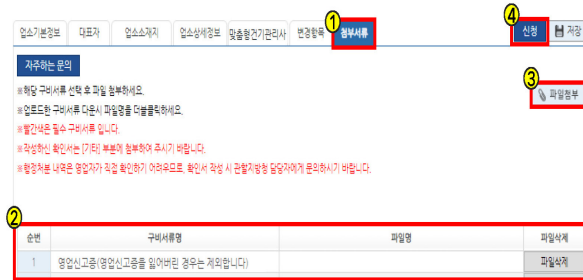 ① ④
업소기본정보 대표자 업소소재지 업소상세정보 맞춤형건기관리사 변경항목 첨부서류 신청 저장
자주하는 문의
③
※해당 구비서류 선택 후 파일 첨부하세요. 파일첨부
※업로드한 구비서류 다운시 파일명을 더블클릭하세요.
※빨간색은 필수 구비서류 입니다.
※작성하신 확인서는 [기타] 부분에 첨부하여 주시기 바랍니다.
※행정처분 내역은 영업자가 직접 확인하기 어려우므로, 확인서 작성 시 관할지방청 담당자에게 문의하시기 바랍니다.
②
순번 구비서류명 파일명 파일삭제
1 영업신고증(영업신고증을 잃어버린 경우는 제외합니다) 파일삭제